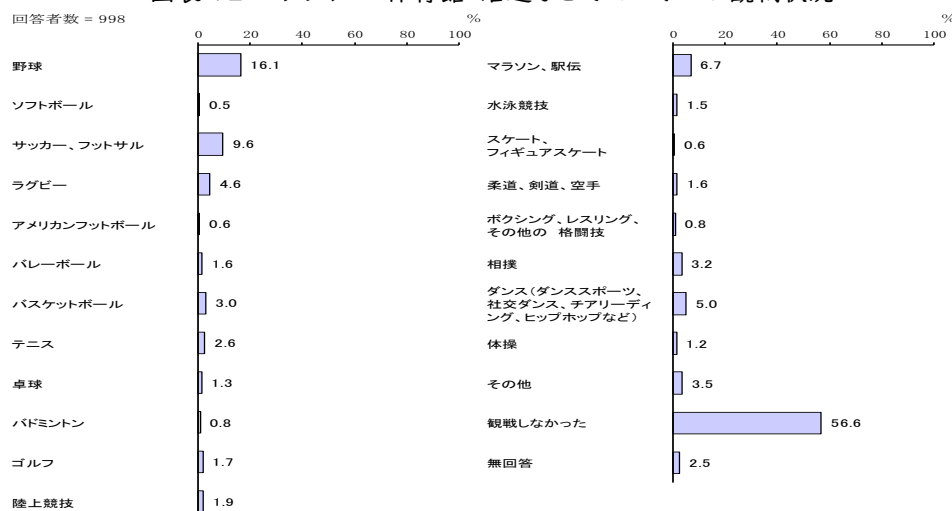 回答者数 = 998
%
0 20 40 60 80 100
野球 16.1
ソフトボール 0.5
サッカー、フットサル 9.6
ラグビー 4.6
アメリカンフットボール 0.6
バレーボール 1.6
バスケットボール 3.0
テニス 2.6
卓球 1.3
バドミントン 0.8
ゴルフ 1.7
陸上競技 1.9
%
0 20 40 60 80 100
マラソン、駅伝 6.7
水泳競技 1.5
スケート、
フィギュアスケート 0.6
柔道、剣道、空手 1.6
ボクシング、レスリング、
その他の 格闘技 0.8
相撲 3.2
ダンス(ダンススポーツ、
社交ダンス、チアリーディ
ング、ヒップホップなど) 5.0
体操 1.2
その他 3.5
観戦しなかった 56.6
無回答 2.5